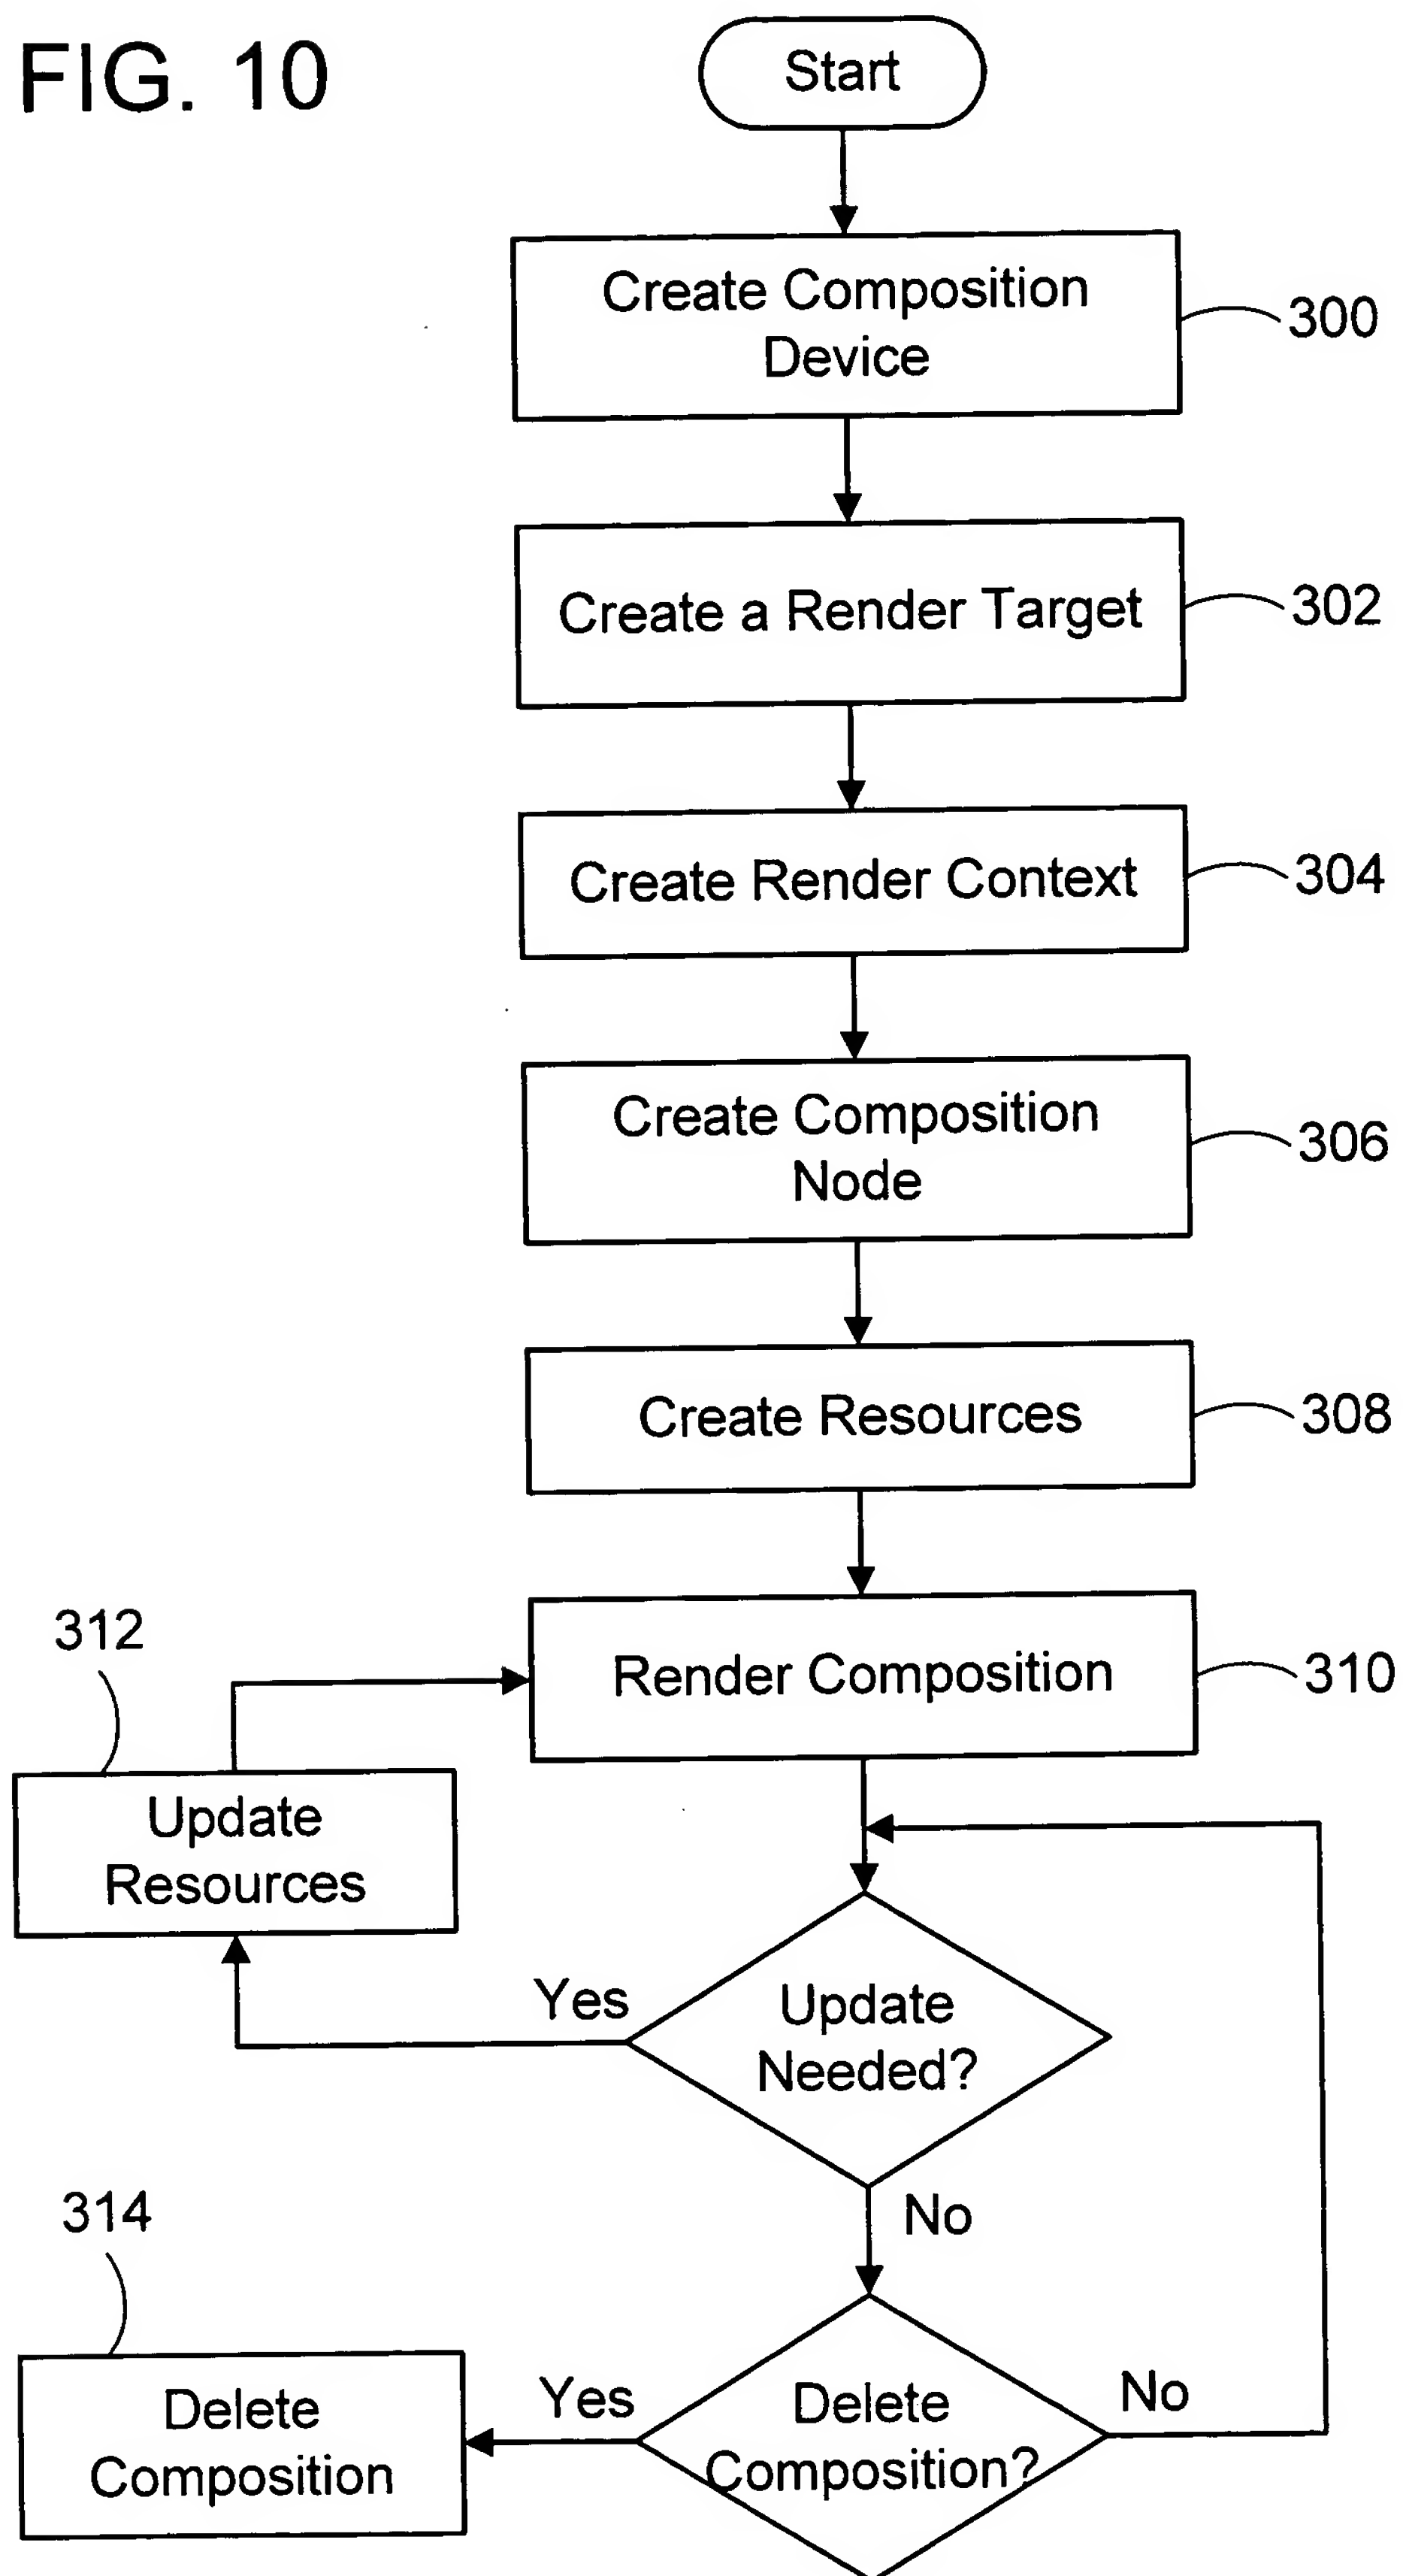 FIG. 10
Start
Create Composition
Device
300
Create a Render Target
302
Create Render Context
304
Create Composition
Node
306
Create Resources
308
312
Render Composition
310
Update
Resources
Yes
Update
Needed?
No
314
Delete
Composition
Yes
Delete
Composition?
No